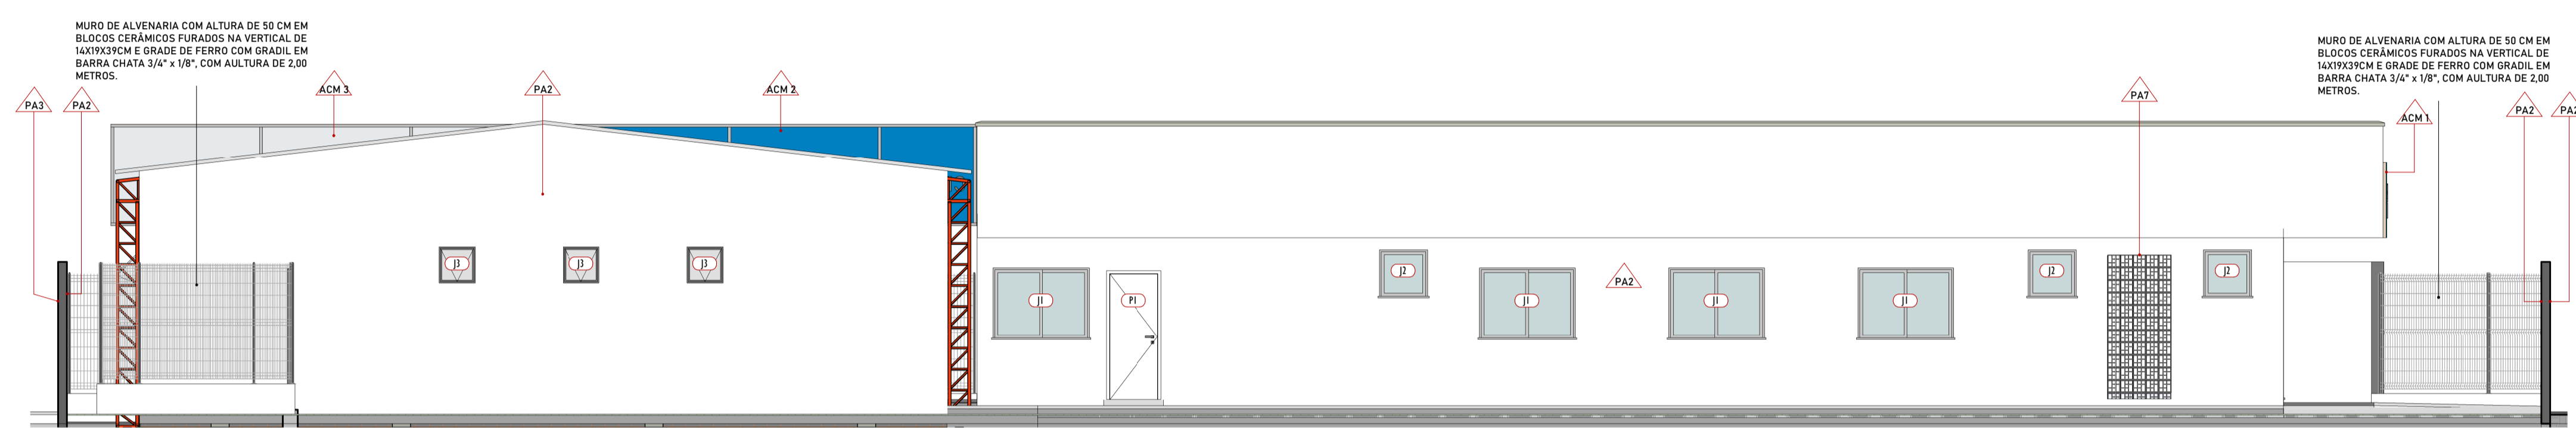 MURO DE ALVENARIA COM ALTURA DE 50 CM EM
BLOCOS CERÂMICOS FURADOS NA VERTICAL DE
14X19X39CM E GRADE DE FERRO COM GRADIL EM
BARRA CHATA 3/4" x 1/8", COM AULTURA DE 2,00
METROS.
MURO DE ALVENARIA COM ALTURA DE 50 CM EM
BLOCOS CERÂMICOS FURADOS NA VERTICAL DE
14X19X39CM E GRADE DE FERRO COM GRADIL EM
BARRA CHATA 3/4" x 1/8", COM AULTURA DE 2,00
METROS.
PA3
PA2
ACM 3
PA2
ACM 2
PA7
ACM 1
PA2
PA2
J3
J3
J3
J1
P1
J2
J1
PA2
J1
J1
J2
J2